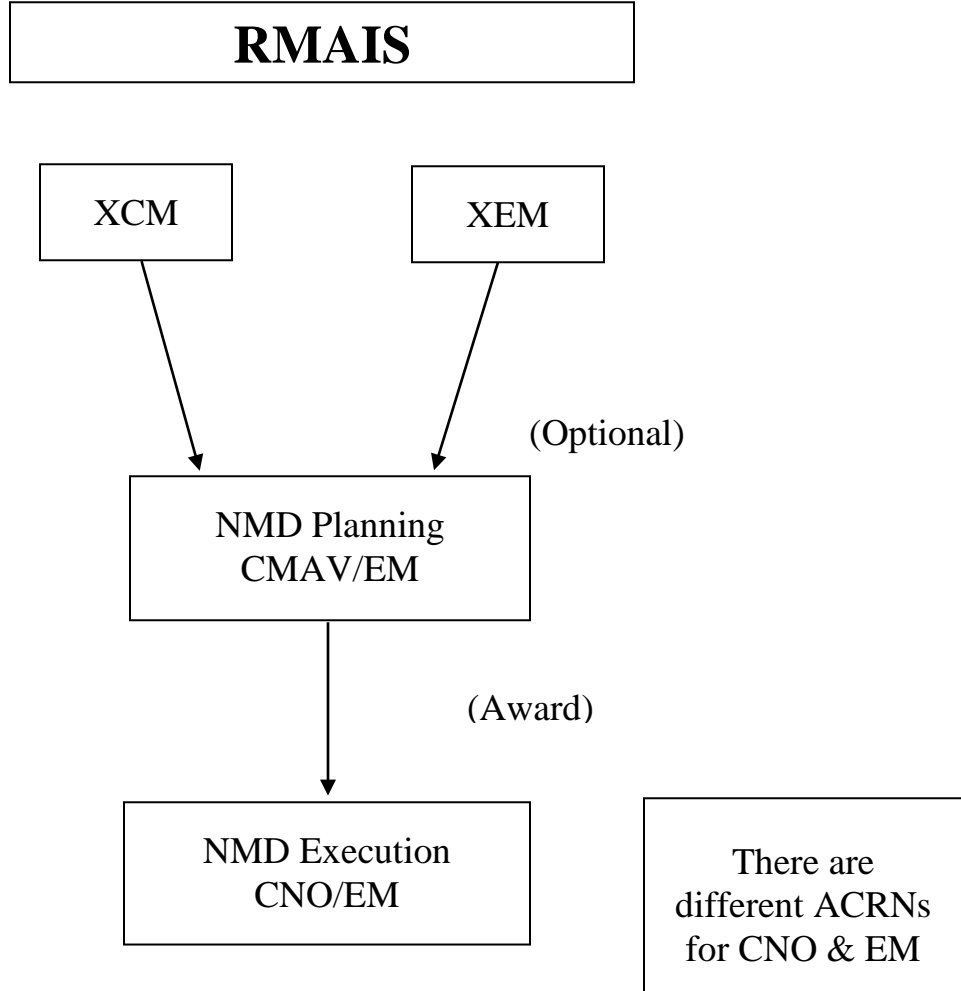 RMAIS
XCM
XEM
(Optional)
NMD Planning
CMAV/EM
(Award)
NMD Execution
CNO/EM
There are
different ACRNs
for CNO & EM